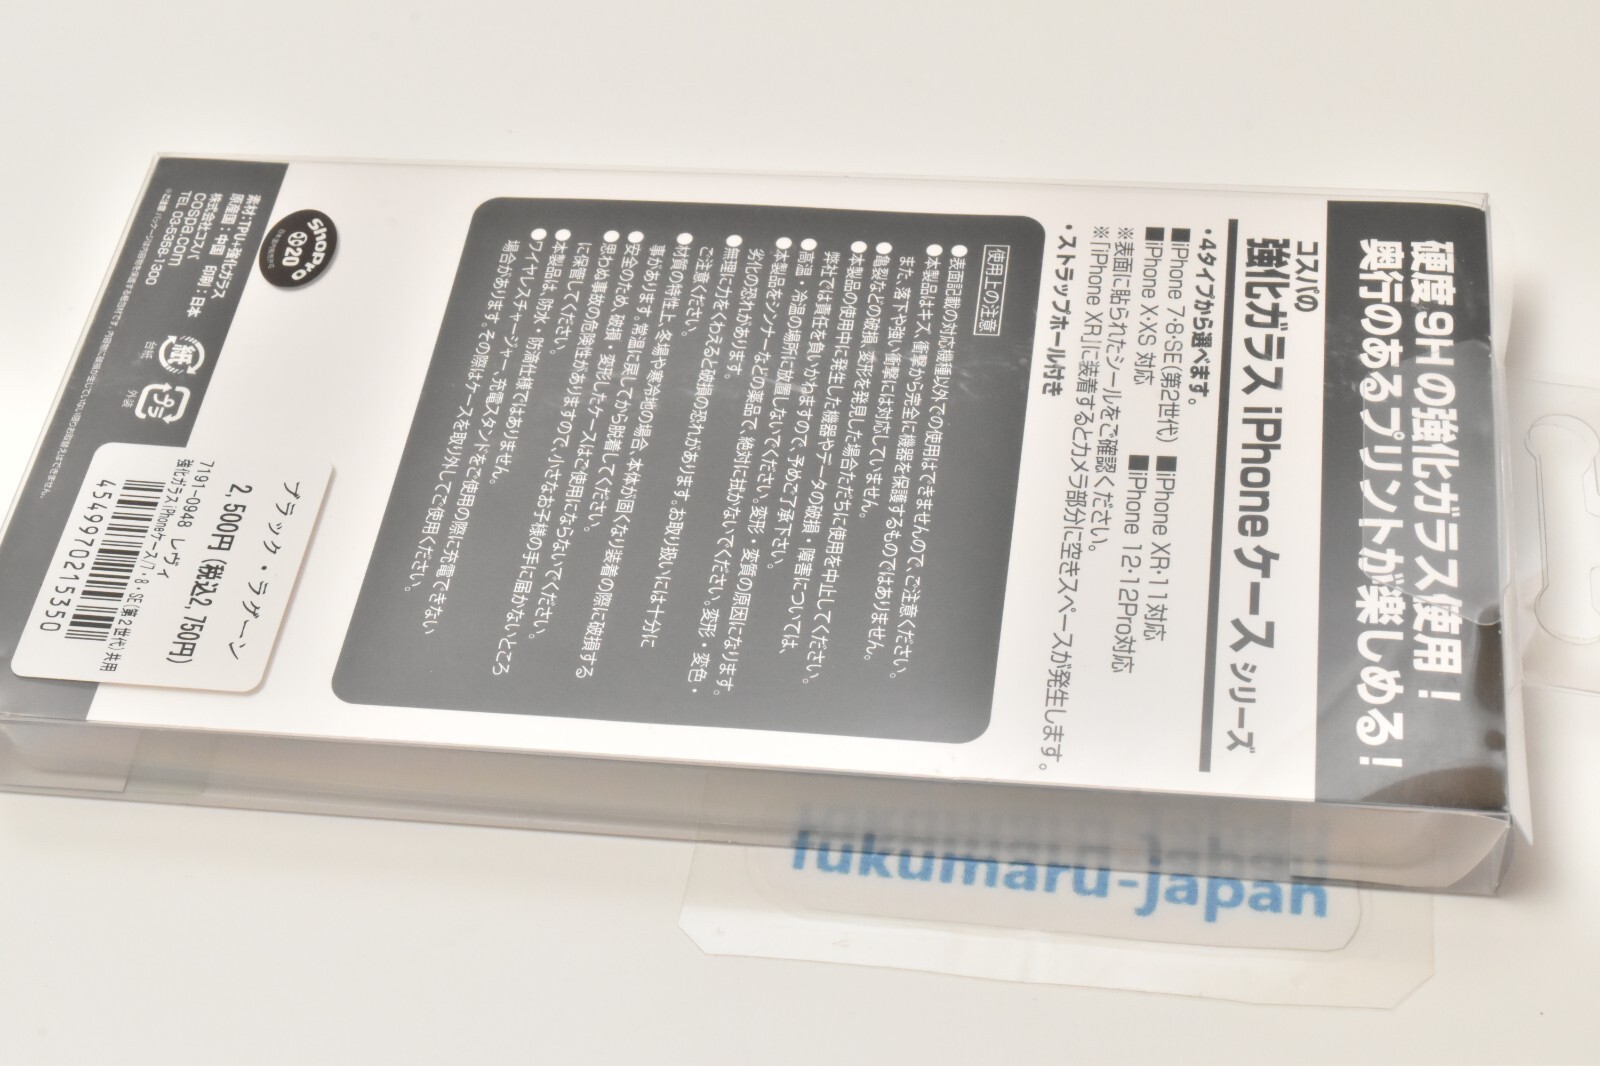 硬度9Hの強化ガラス使用！
奥行のあるプリントが楽しめる！
コスパの
強化ガラス iPhoneケース シリーズ
・4タイプから選べます。
■iPhone 7・8・SE(第2世代) ■iPhone XR・11対応
■iPhone X・XS 対応 ■iPhone 12・12Pro対応
※表面に貼られたシールをご確認ください。
※「iPhone XR」に装着するとカメラ部分に空きスペースが発生します。
・ストラップホール付き
使用上の注意
●表面記載の対応機種以外での使用はできませんので、ご注意ください。
●本製品はキズ、衝撃から完全に機器を保護するものではありません。
また、落下や強い衝撃には対応していません。
●亀裂などの破損、変形を発見した場合ただちに使用を中止してください。
●本製品の使用中に発生した機器やデータの破損・障害については、
弊社では責任を負いかねますので、予めご了承下さい。
●高温・冷温の場所に放置しないでください。変形・変質の原因になります。
●本製品をシンナーなどの薬品で、絶対に拭かないでください。変形・変色・
劣化の恐れがあります。
●無理に力をくわえると破損の恐れがあります。お取り扱いには十分に
ご注意ください。
●材質の特性上、冬場や寒冷地の場合、本体が固くなり装着の際に破損する
事があります。常温に戻してから脱着してください。
●安全のため、破損・変形したケースはご使用にならないでください。
思わぬ事故の危険性がありますので、小さなお子様の手に届かないところ
に保管してください。
●本製品は、防水・防滴仕様ではありません。
●ワイヤレスチャージャー、充電スタンドをご使用の際に充電できない
場合があります。その際はケースを取り外してご使用ください。
ShoPro
20
素材：TPU+強化ガラス
原産国：中国 印刷：日本
株式会社コスパ
cospa.com
TEL 03-5358-7300
紙
台紙
プラ
外装
ブラック・ラグーン
2,500円(税込2,750円)
7191-0948 レヴィ
強化ガラスiPhoneケース/7・8・SE(第2世代)共用
4549970215350
fukumaru-japan